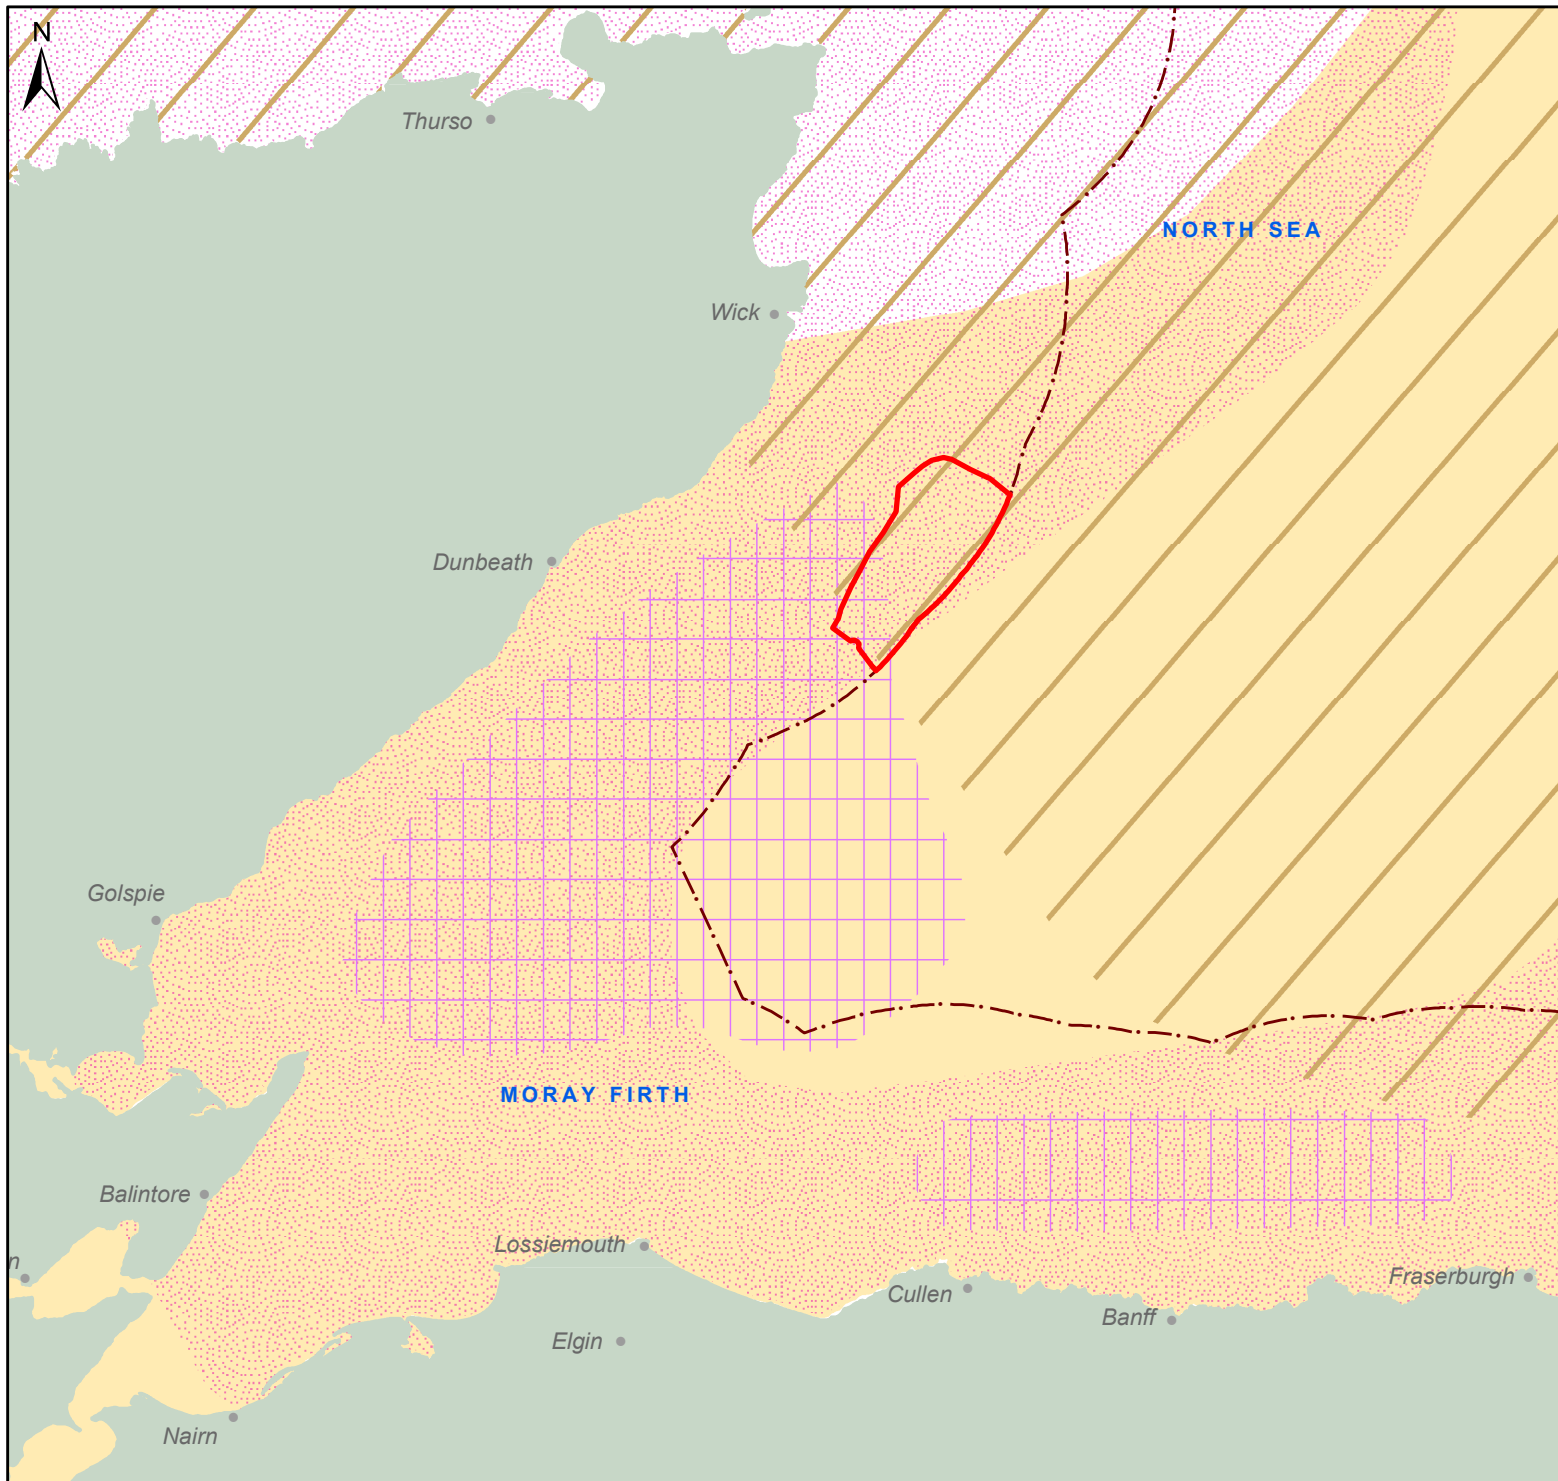 N
Thurso
NORTH SEA
Wick
Dunbeath
Golspie
MORAY FIRTH
Balintore
Lossiemouth
n
Fraserburgh
Cullen
Banff
Elgin
Nairn